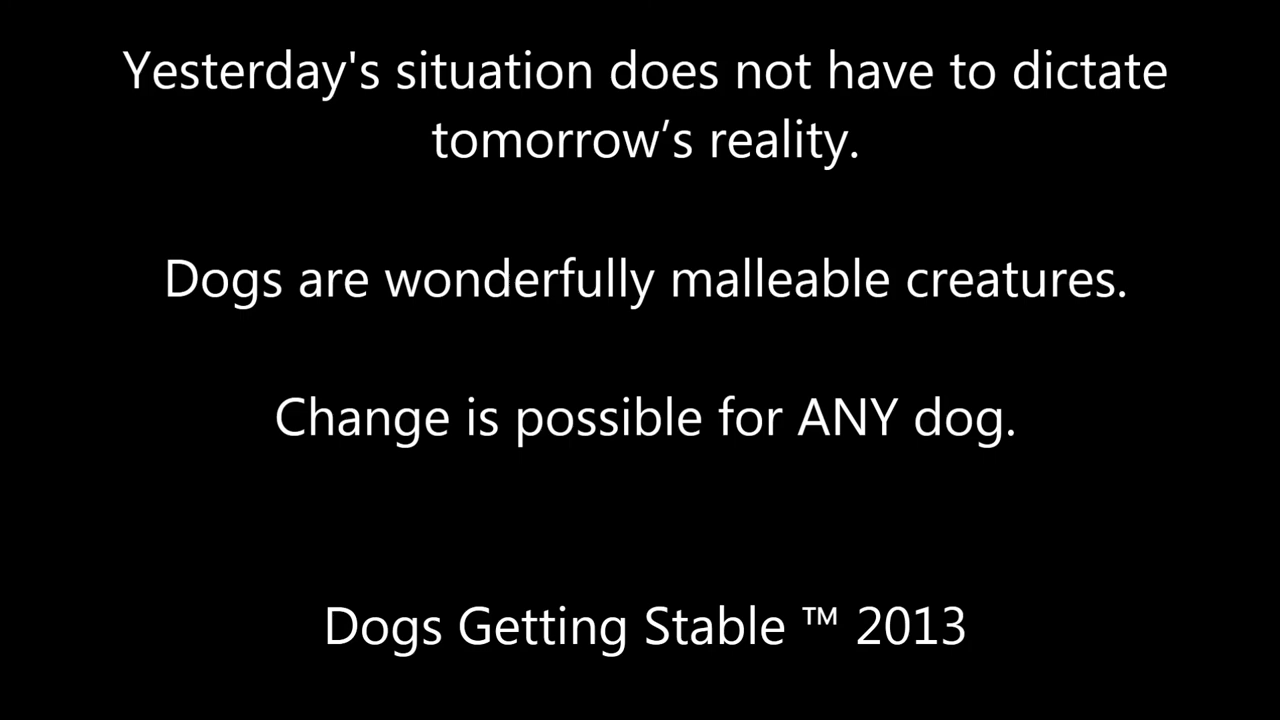 Yesterday's situation does not have to dictate
tomorrow’s reality.
Dogs are wonderfully malleable creatures.
Change is possible for ANY dog.
Dogs Getting Stable ™ 2013